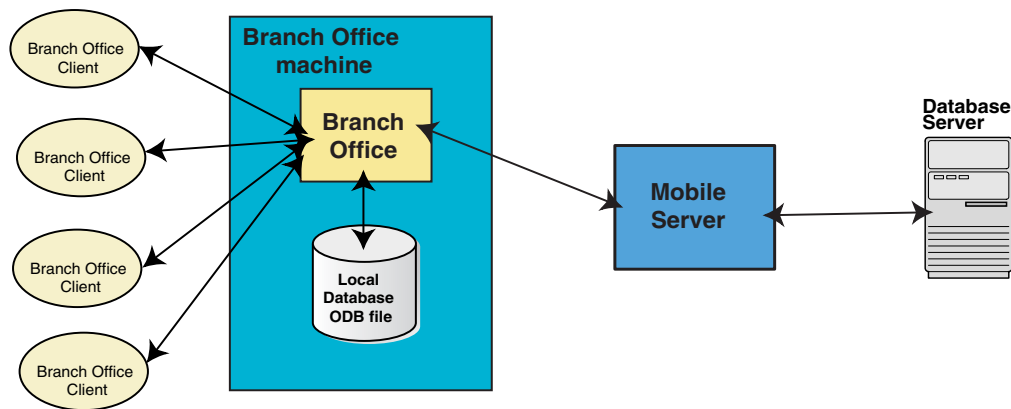 Branch Office
Client
Branch Office
Client
Branch Office
Client
Branch Office
Client
Branch Office
machine
Branch
Office
Local
Database
ODB file
Mobile
Server
Database
Server